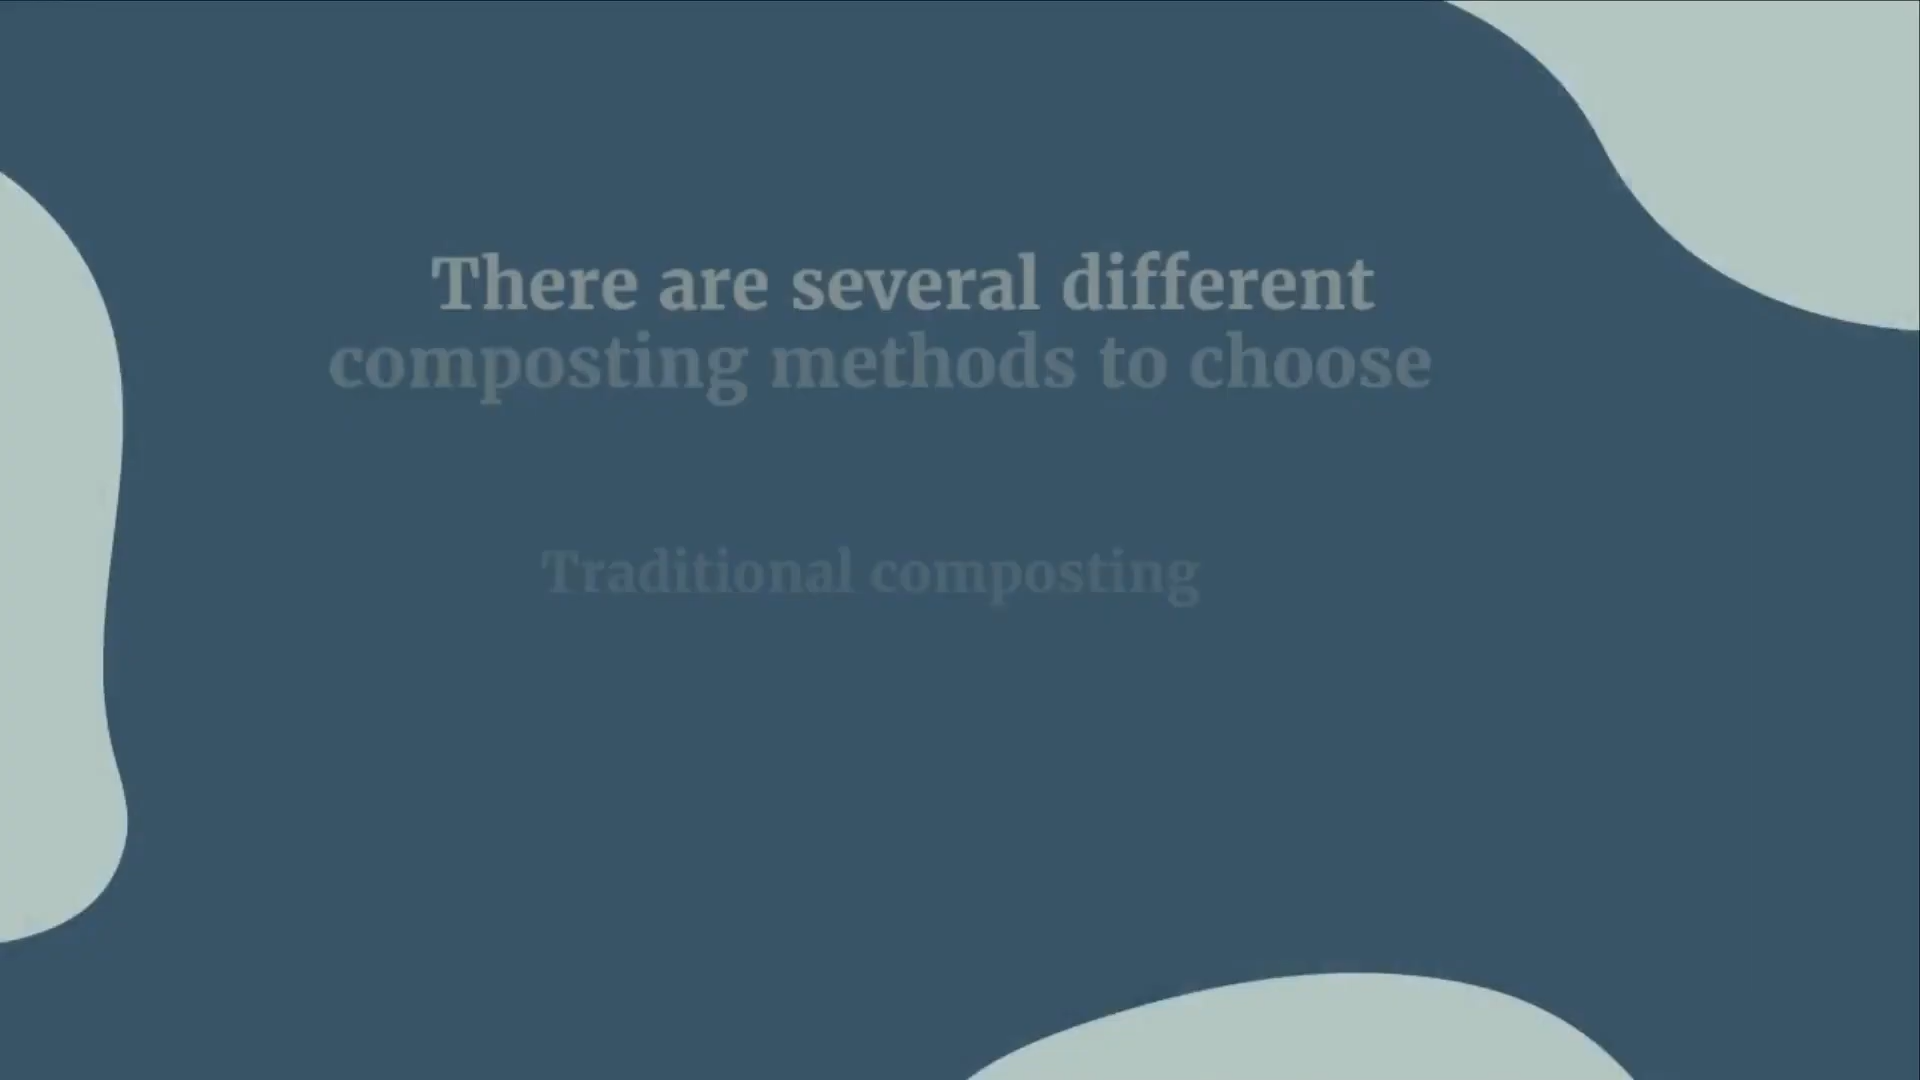 There are several different
composting methods to choose
Traditional composting